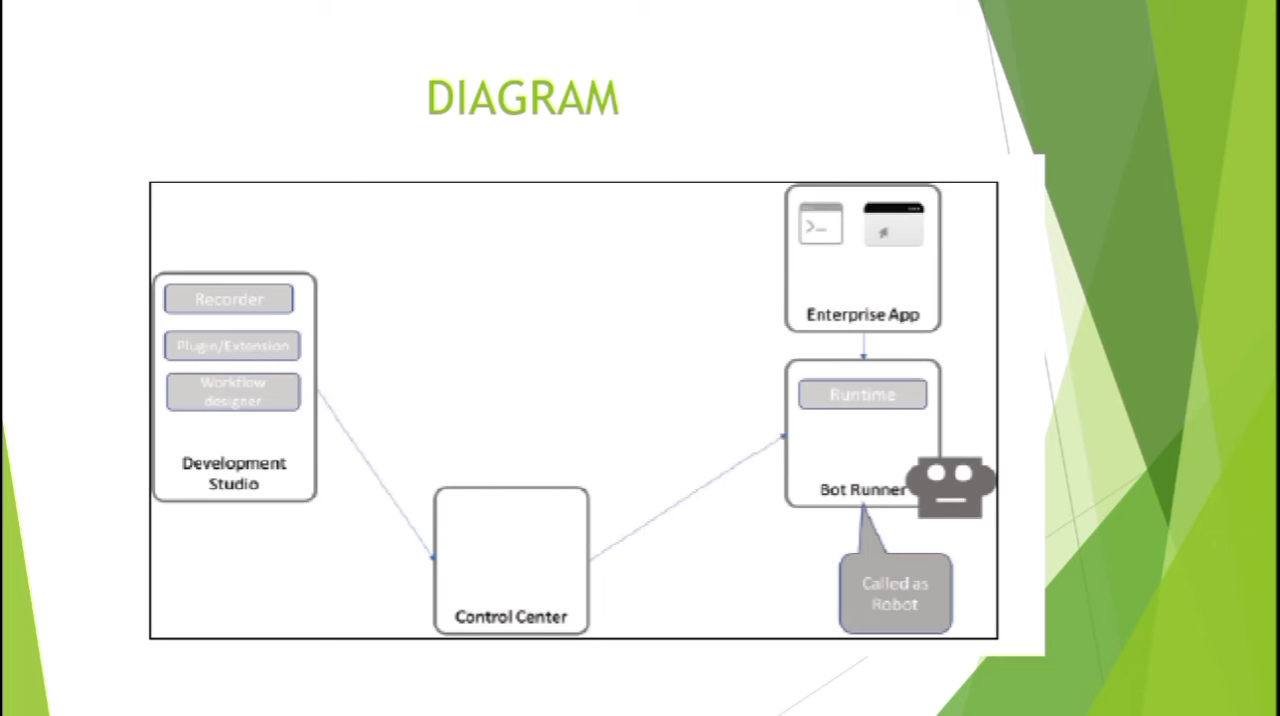 DIAGRAM
Recorder
Plugin/Extension
Workflow
designer
Development
Studio
Control Center
>_
Enterprise App
Runtime
Bot Runner
Called as
Robot